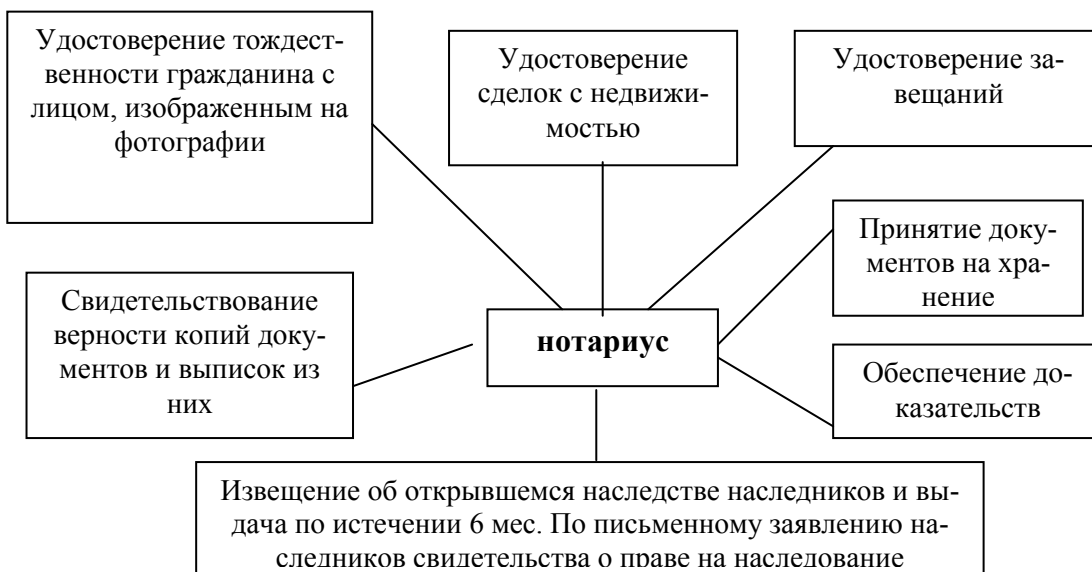 Удостоверение тождест-
венности гражданина с
лицом, изображенным на
фотографии
Удостоверение
сделок с недвижи-
мостью
Удостоверение за-
вещаний
Принятие доку-
ментов на хра-
нение
Свидетельствование
верности копий доку-
ментов и выписок из
них
нотариус
Обеспечение до-
казательств
Извещение об открывшемся наследстве наследников и вы-
дача по истечении 6 мес. По письменному заявлению на-
следников свидетельства о праве на наследование